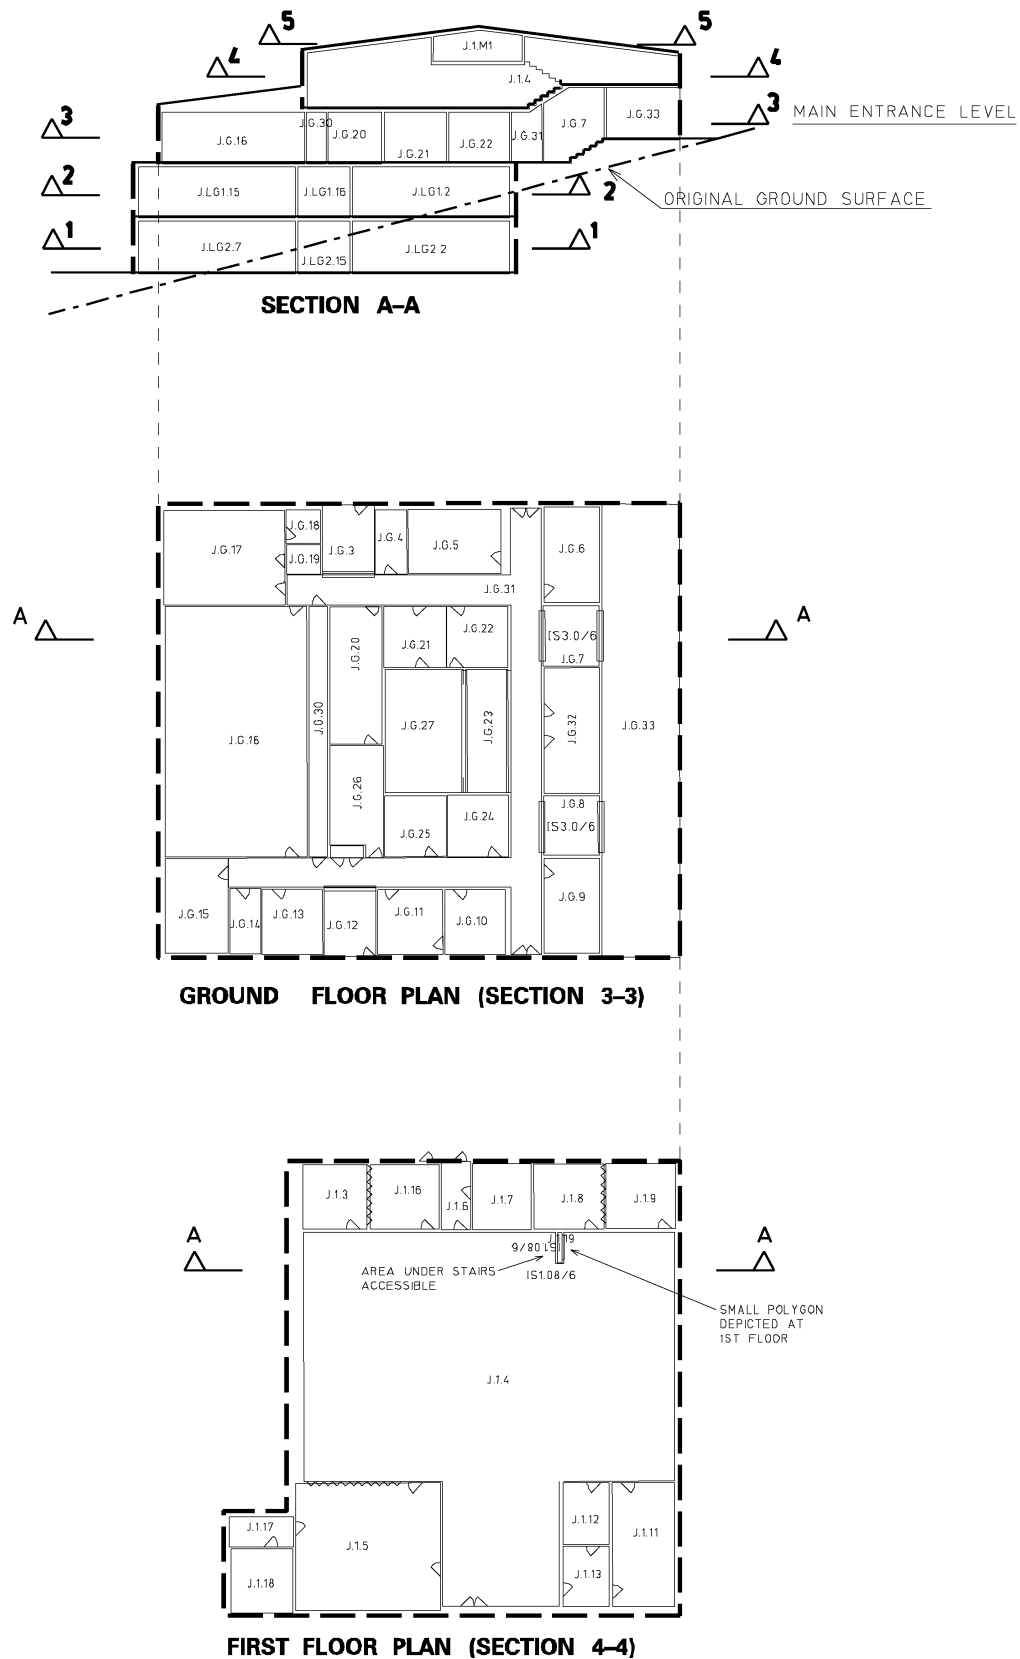 5 5
J.1.M1
4 4
J.1.4
3 3 MAIN ENTRANCE LEVEL
J.G.16 J.G.30 J.G.20 J.G.21 J.G.22 J.G.31 J.G.7 J.G.33
2 J.LG1.15 J.LG1.16 J.LG1.2 2
ORIGINAL GROUND SURFACE
1 J.LG2.7 J.LG2.15 J.LG2 2 1
SECTION A–A
J.G.17 J.G.18 J.G.19 J.G.3 J.G.4 J.G.5 J.G.6
J.G.31
A A
J.G.20 J.G.21 J.G.22 IS3.0/6
J.G.7
J.G.16 J.G.30 J.G.27 J.G.23 J.G.32 J.G.33
J.G.26 J.G.25 J.G.24 J.G.8
IS3.0/6
J.G.15 J.G.14 J.G.13 J.G.12 J.G.11 J.G.10 J.G.9
GROUND FLOOR PLAN (SECTION 3–3)
J.1.3 J.1.16 J.1.6 J.1.7 J.1.8 J.1.9
A A
IS1.08/6
AREA UNDER STAIRS
ACCESSIBLE
IS1.08/6
SMALL POLYGON
DEPICTED AT
1ST FLOOR
J.1.4
J.1.17 J.1.5 J.1.12 J.1.11
J.1.18 J.1.13
FIRST FLOOR PLAN (SECTION 4–4)